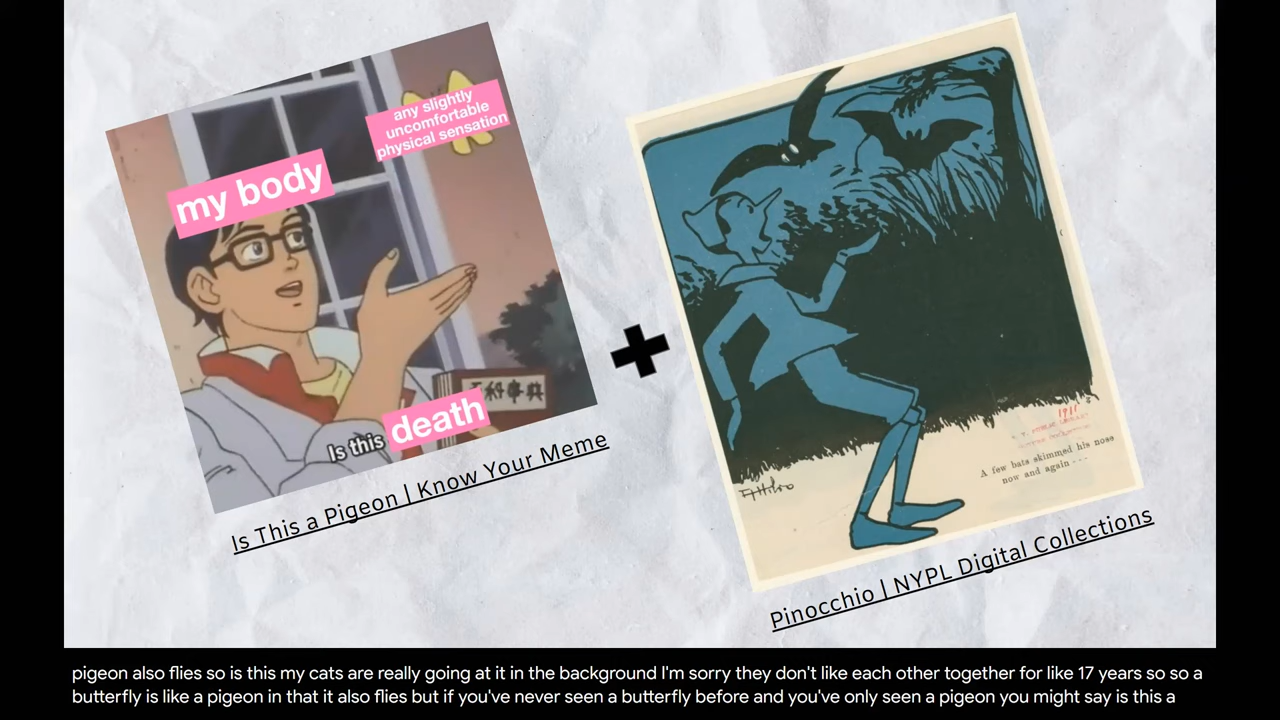 any slightly
uncomfortable
physical sensation
my body
Is this death
Is This a Pigeon | Know Your Meme
1911
A few bats skimmed his nose
now and again - - -
Pinocchio | NYPL Digital Collections
pigeon also flies so is this my cats are really going at it in the background I'm sorry they don't like each other together for like 17 years so so a
butterfly is like a pigeon in that it also flies but if you've never seen a butterfly before and you've only seen a pigeon you might say is this a